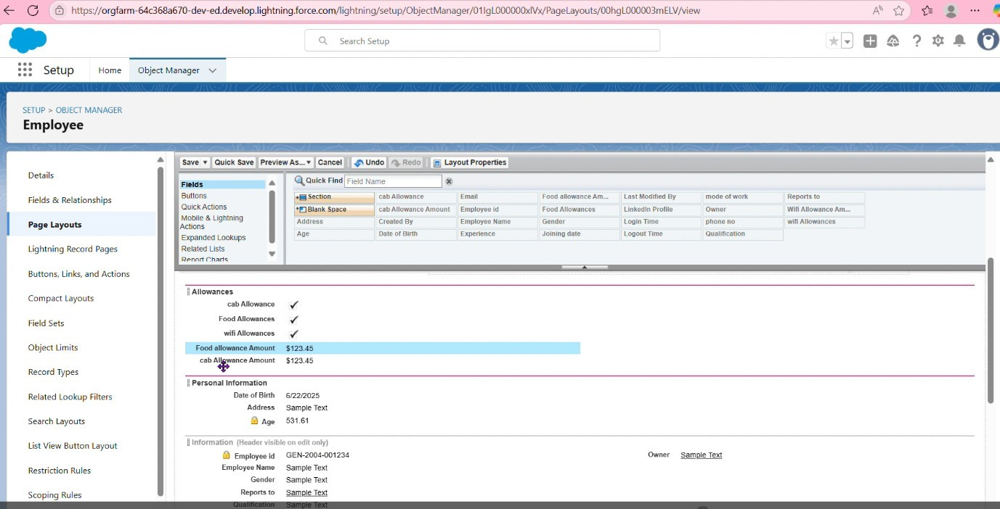 https://orgfarm-64c368a670-dev-ed.develop.lightning.force.com/lightning/setup/ObjectManager/01IgL000000xlVx/PageLayouts/00hgL000003mELV/view
Search Setup
Setup Home Object Manager
SETUP > OBJECT MANAGER
Employee
Details
Fields & Relationships
Page Layouts
Lightning Record Pages
Buttons, Links, and Actions
Compact Layouts
Field Sets
Object Limits
Record Types
Related Lookup Filters
Search Layouts
List View Button Layout
Restriction Rules
Scoping Rules
Save Quick Save Preview As... Cancel Undo Redo Layout Properties
Fields
Buttons
Quick Actions
Mobile & Lightning
Actions
Expanded Lookups
Related Lists
Report Charts
Quick Find Field Name
Section cab Allowance Email Food allowance Am... Last Modified By mode of work Reports to
Blank Space cab Allowance Amount Employee id Food Allowances LinkedIn Profile Owner Wifi Allowance Am...
Address Created By Employee Name Gender Login Time phone no wifi Allowances
Age Date of Birth Experience Joining date Logout Time Qualification
Allowances
cab Allowance
Food Allowances
wifi Allowances
Food allowance Amount $123.45
cab Allowance Amount $123.45
Personal Information
Date of Birth 6/22/2025
Address Sample Text
Age 531.61
Information (Header visible on edit only)
Employee id GEN-2004-001234 Owner Sample Text
Employee Name Sample Text
Gender Sample Text
Reports to Sample Text
Qualification Sample Text